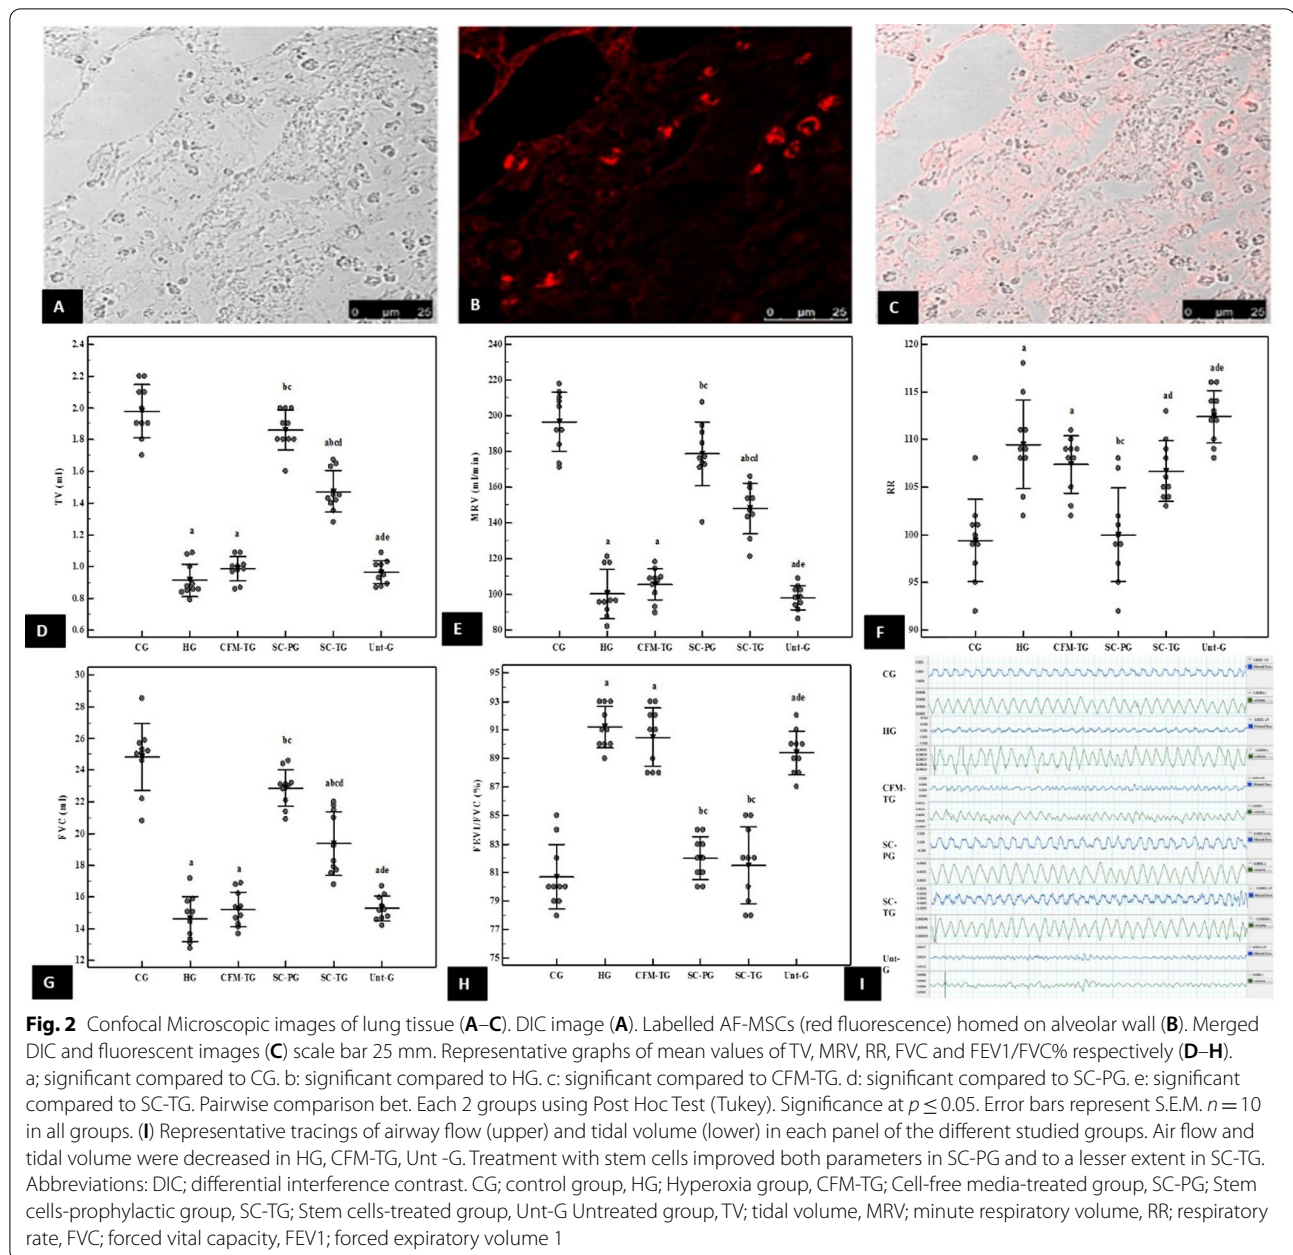 A
0 µm 25
B
0 µm 25
C
0 µm 25
2.4
2.2
2.0
1.8
1.6
1.4
1.2
1.0
0.8
0.6
TV (ml)
a
a
bc
abcd
ade
D
CG HG CFM-TG SC-PG SC-TG Unt-G
240
220
200
180
160
140
120
100
80
MRV (ml/min)
a
a
bc
abcd
ade
E
CG HG CFM-TG SC-PG SC-TG Unt-G
120
115
110
105
100
95
90
RR
a
a
bc
ad
ade
F
CG HG CFM-TG SC-PG SC-TG Unt-G
30
28
26
24
22
20
18
16
14
12
FVC (ml)
a
a
bc
abcd
ade
G
CG HG CFM-TG SC-PG SC-TG Unt-G
95
93
91
89
87
85
83
81
79
77
75
FEV1/FVC (%)
a
a
bc
bc
ade
H
CG HG CFM-TG SC-PG SC-TG Unt-G
CG
HG
CFM-
TG
SC-
PG
SC-
TG
Unt-
G
I
Fig. 2 Confocal Microscopic images of lung tissue (A–C). DIC image (A). Labelled AF-MSCs (red fluorescence) homed on alveolar wall (B). Merged
DIC and fluorescent images (C) scale bar 25 mm. Representative graphs of mean values of TV, MRV, RR, FVC and FEV1/FVC% respectively (D–H).
a; significant compared to CG. b: significant compared to HG. c: significant compared to CFM-TG. d: significant compared to SC-PG. e: significant
compared to SC-TG. Pairwise comparison bet. Each 2 groups using Post Hoc Test (Tukey). Significance at p ≤ 0.05. Error bars represent S.E.M. n = 10
in all groups. (I) Representative tracings of airway flow (upper) and tidal volume (lower) in each panel of the different studied groups. Air flow and
tidal volume were decreased in HG, CFM-TG, Unt -G. Treatment with stem cells improved both parameters in SC-PG and to a lesser extent in SC-TG.
Abbreviations: DIC; differential interference contrast. CG; control group, HG; Hyperoxia group, CFM-TG; Cell-free media-treated group, SC-PG; Stem
cells-prophylactic group, SC-TG; Stem cells-treated group, Unt-G Untreated group, TV; tidal volume, MRV; minute respiratory volume, RR; respiratory
rate, FVC; forced vital capacity, FEV1; forced expiratory volume 1